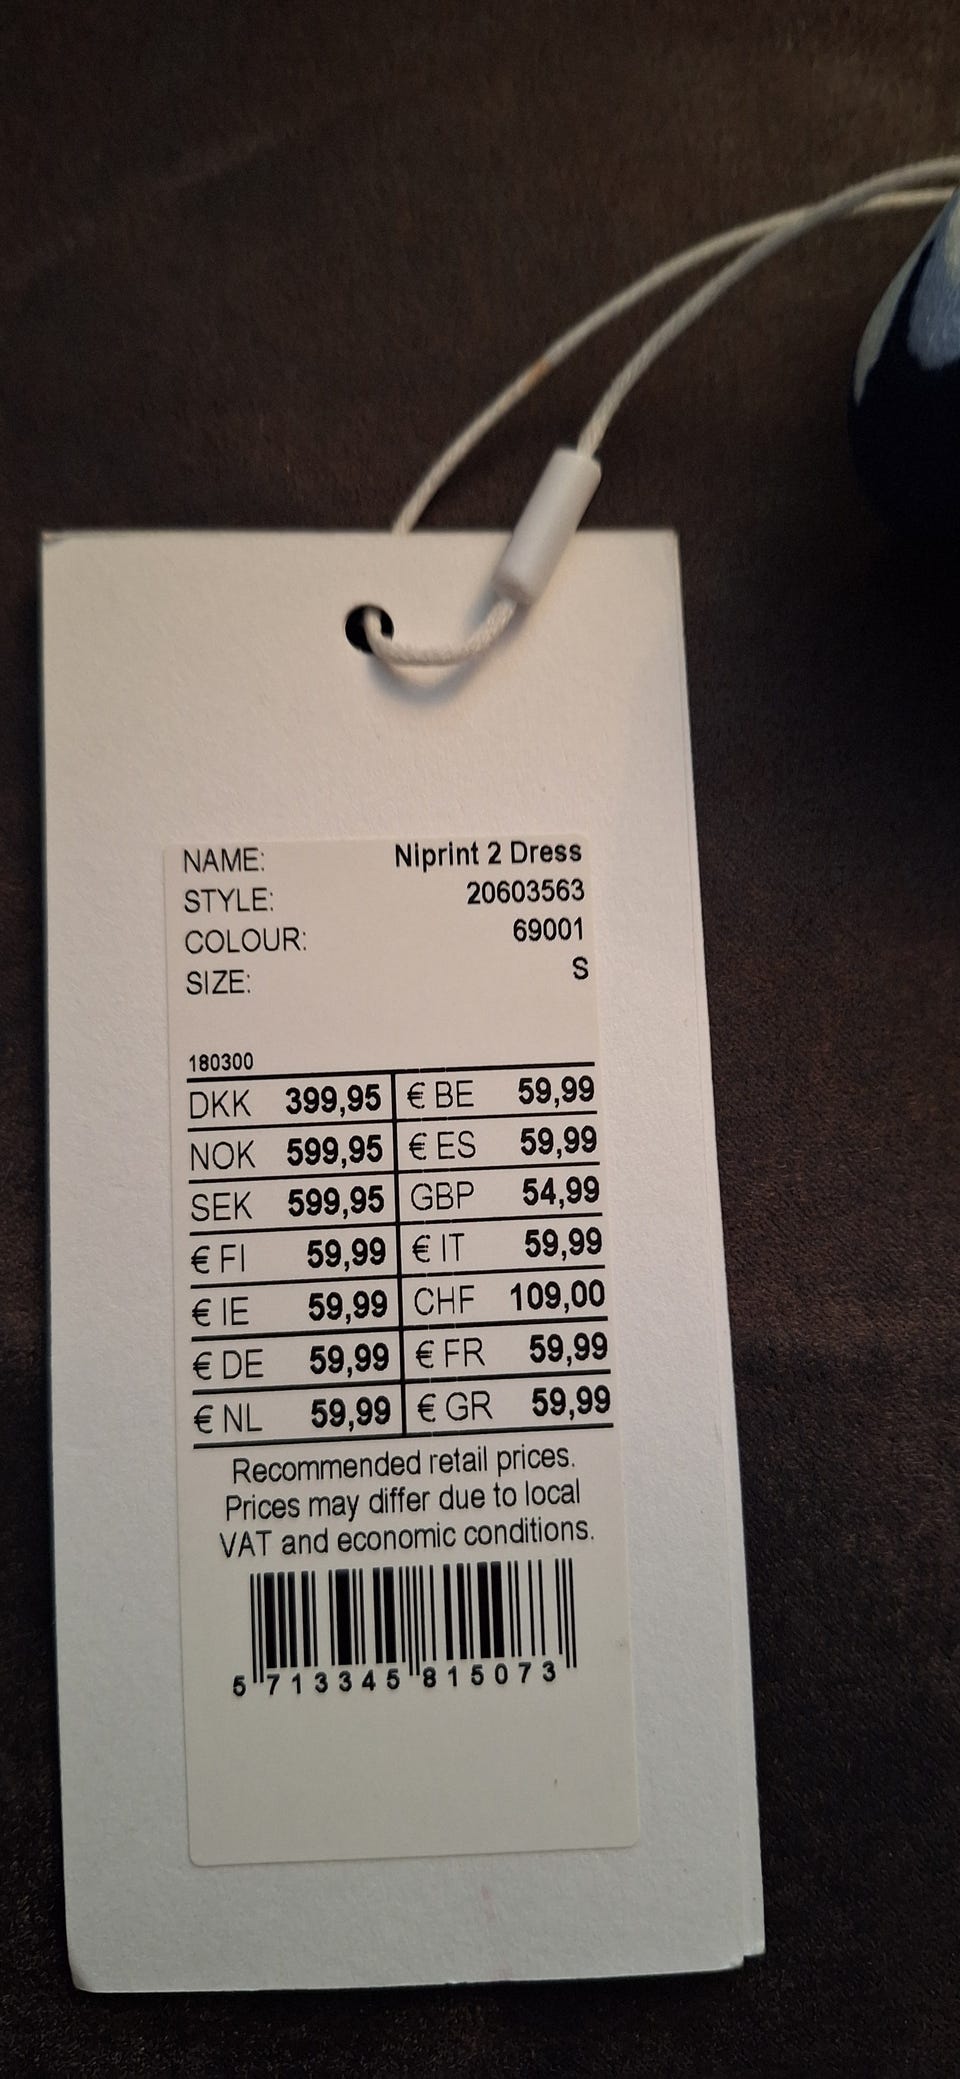 NAME: Niprint 2 Dress
STYLE: 20603563
COLOUR: 69001
SIZE: S
180300
DKK 399,95 € BE 59,99
NOK 599,95 € ES 59,99
SEK 599,95 GBP 54,99
€ FI 59,99 € IT 59,99
€ IE 59,99 CHF 109,00
€ DE 59,99 € FR 59,99
€ NL 59,99 € GR 59,99
Recommended retail prices.
Prices may differ due to local
VAT and economic conditions.
5 713345 815073